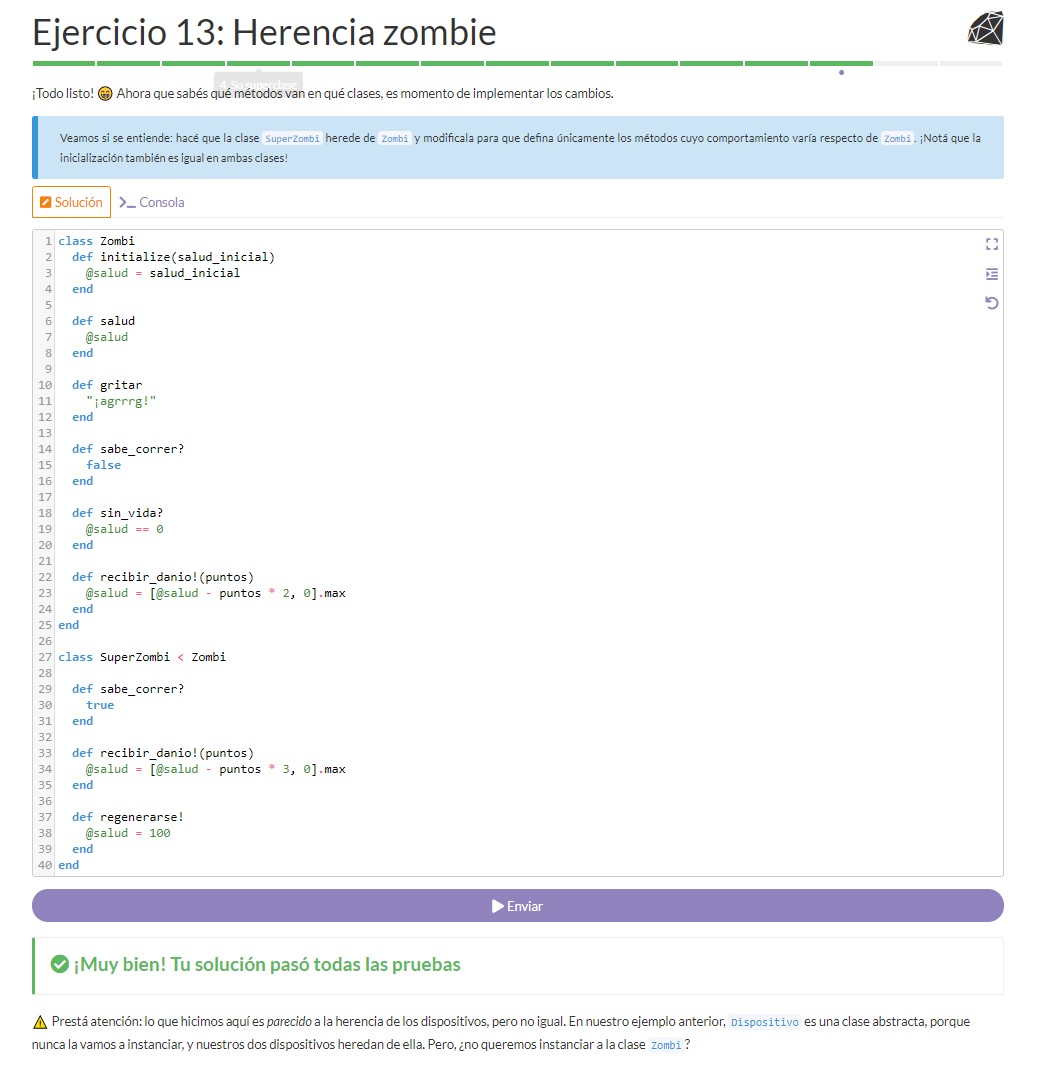 Ejercicio 13: Herencia zombie
¡Todo listo! 😁 Ahora que sabés qué métodos van en qué clases, es momento de implementar los cambios.
Veamos si se entiende: hacé que la clase SuperZombi herede de Zombi y modificala para que defina únicamente los métodos cuyo comportamiento varía respecto de Zombi. ¡Notá que la
inicialización también es igual en ambas clases!
Solución Consola
1 class Zombi
2   def initialize(salud_inicial)
3     @salud = salud_inicial
4   end
5
6   def salud
7     @salud
8   end
9
10   def gritar
11     "¡agrrrg!"
12   end
13
14   def sabe_correr?
15     false
16   end
17
18   def sin_vida?
19     @salud == 0
20   end
21
22   def recibir_danio!(puntos)
23     @salud = [@salud - puntos * 2, 0].max
24   end
25 end
26
27 class SuperZombi < Zombi
28
29   def sabe_correr?
30     true
31   end
32
33   def recibir_danio!(puntos)
34     @salud = [@salud - puntos * 3, 0].max
35   end
36
37   def regenerarse!
38     @salud = 100
39   end
40 end
Enviar
¡Muy bien! Tu solución pasó todas las pruebas
⚠ Prestá atención: lo que hicimos aquí es parecido a la herencia de los dispositivos, pero no igual. En nuestro ejemplo anterior, Dispositivo es una clase abstracta, porque
nunca la vamos a instanciar, y nuestros dos dispositivos heredan de ella. Pero, ¿no queremos instanciar a la clase Zombi?